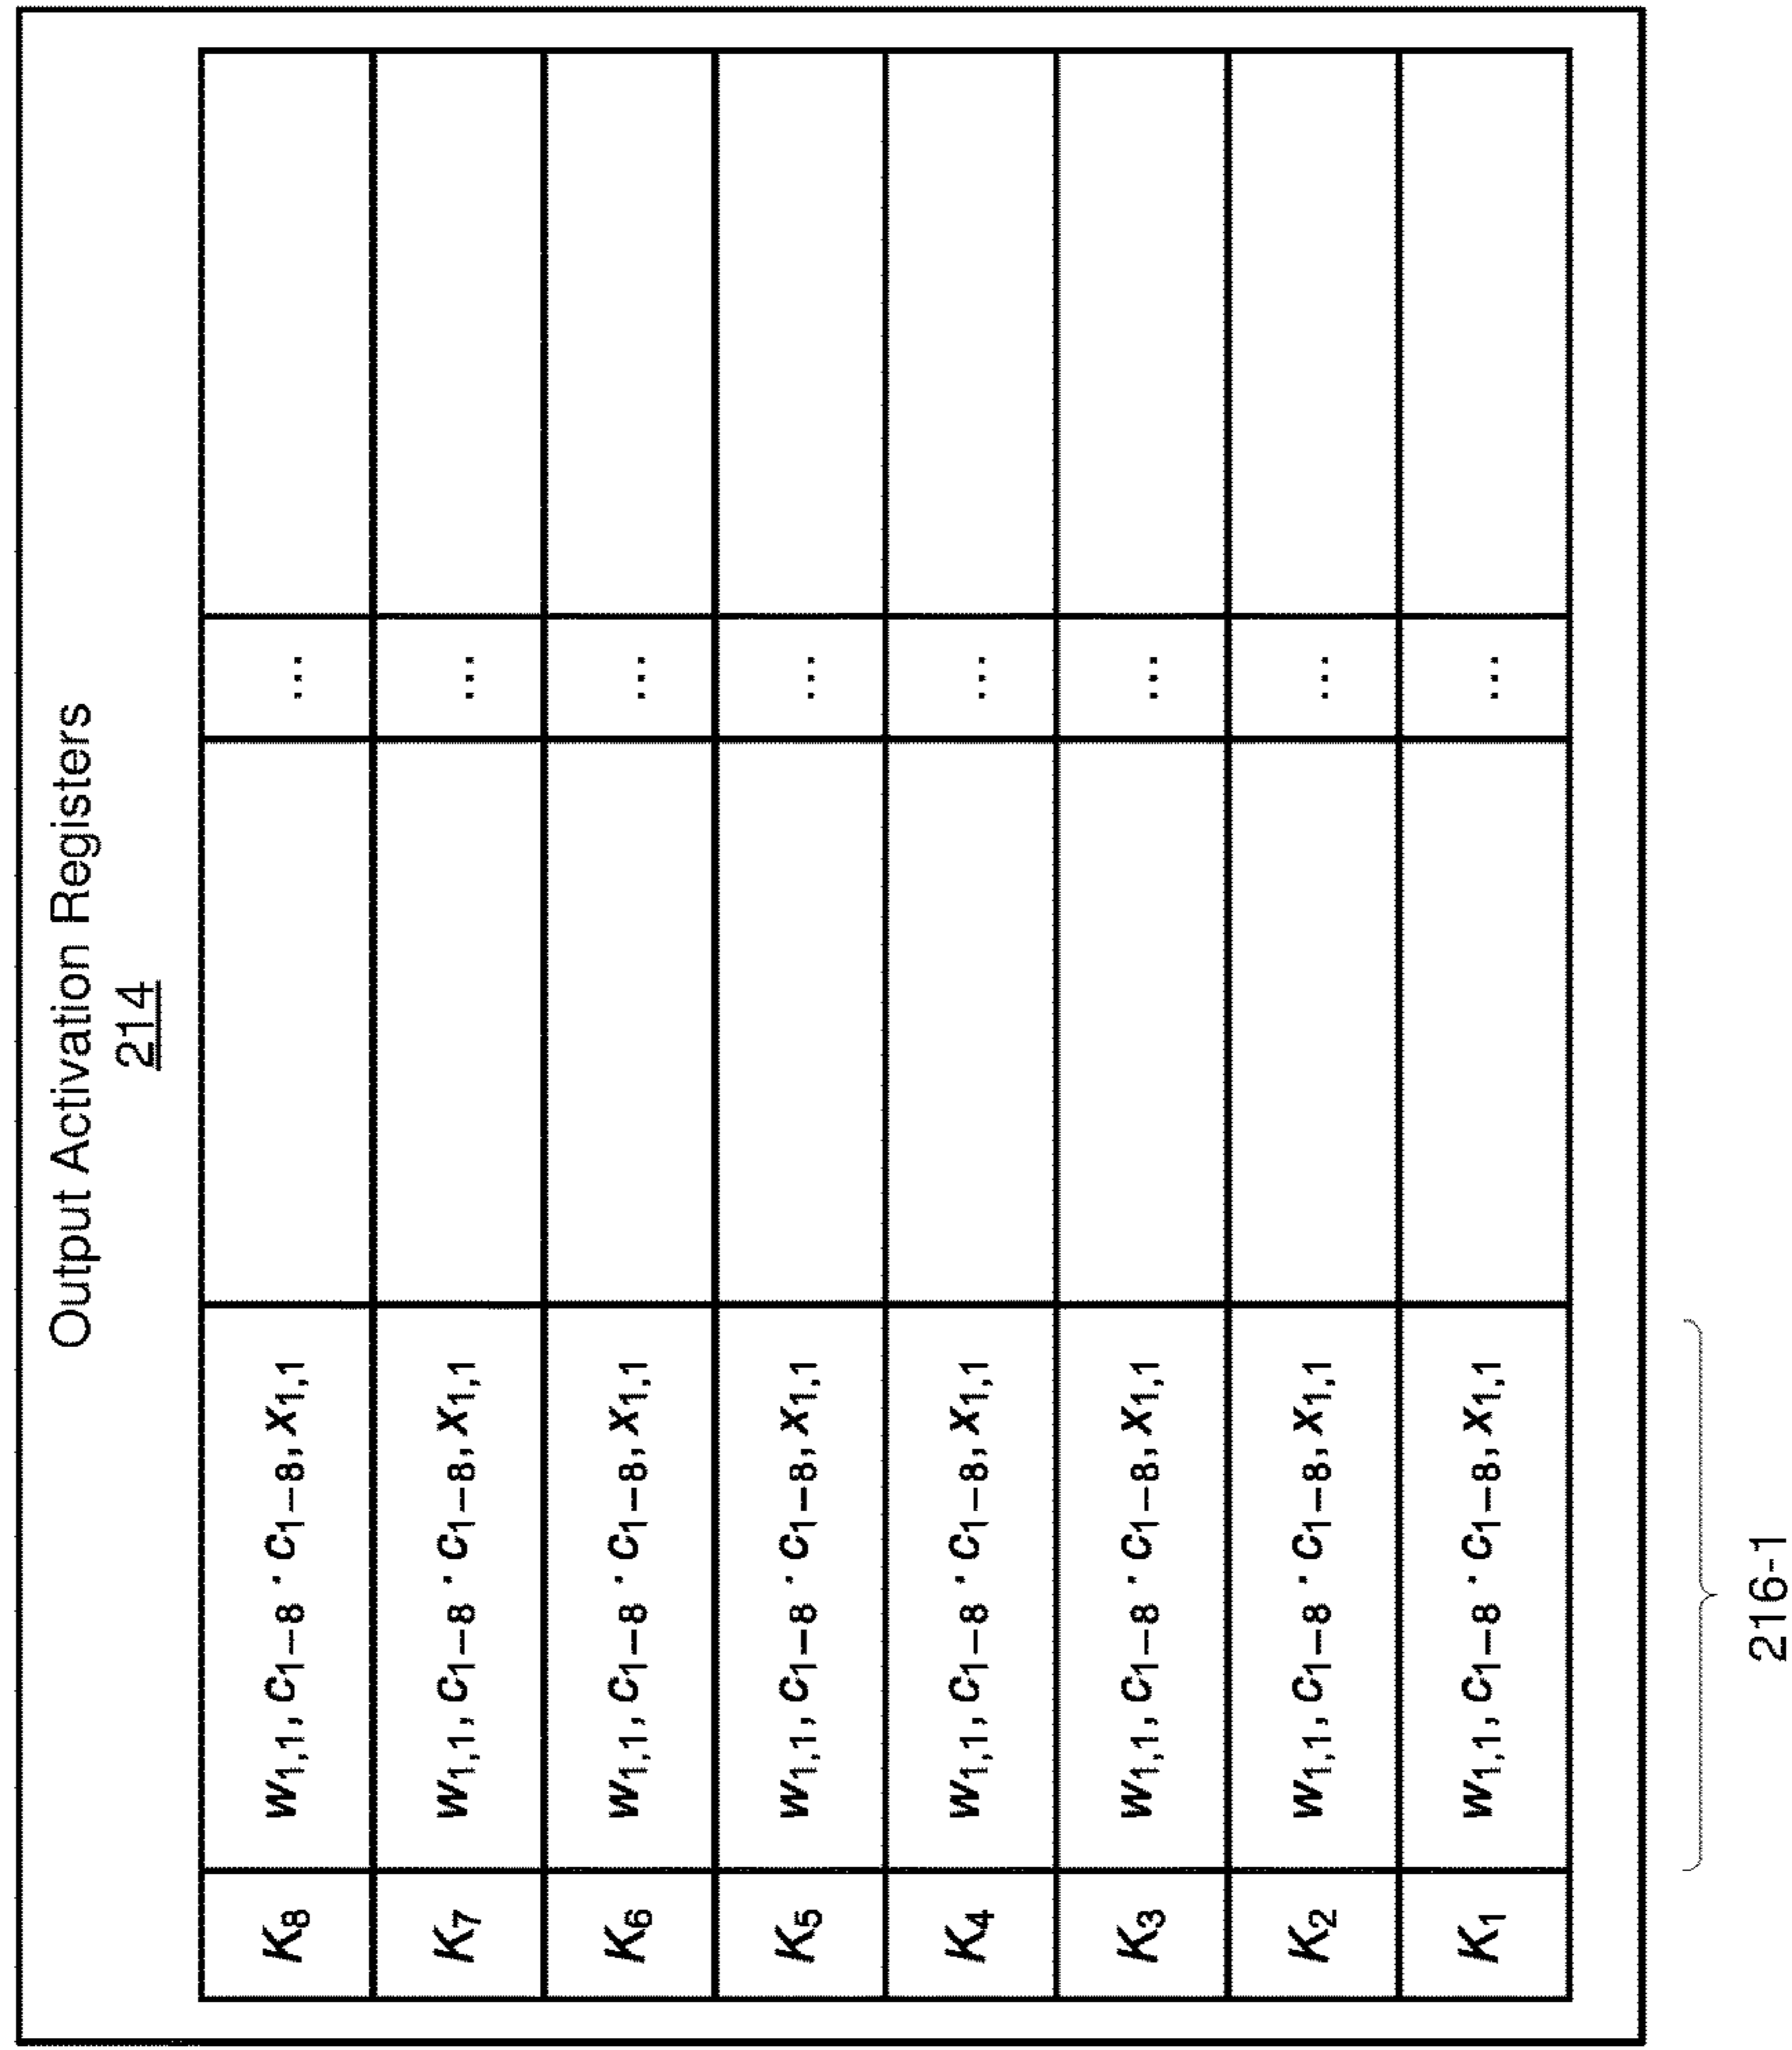 Output Activation Registers
214
K₈ w₁,₁, c₁₋₈ · c₁₋₈, x₁,₁ ...
K₇ w₁,₁, c₁₋₈ · c₁₋₈, x₁,₁ ...
K₆ w₁,₁, c₁₋₈ · c₁₋₈, x₁,₁ ...
K₅ w₁,₁, c₁₋₈ · c₁₋₈, x₁,₁ ...
K₄ w₁,₁, c₁₋₈ · c₁₋₈, x₁,₁ ...
K₃ w₁,₁, c₁₋₈ · c₁₋₈, x₁,₁ ...
K₂ w₁,₁, c₁₋₈ · c₁₋₈, x₁,₁ ...
K₁ w₁,₁, c₁₋₈ · c₁₋₈, x₁,₁ ...
216-1